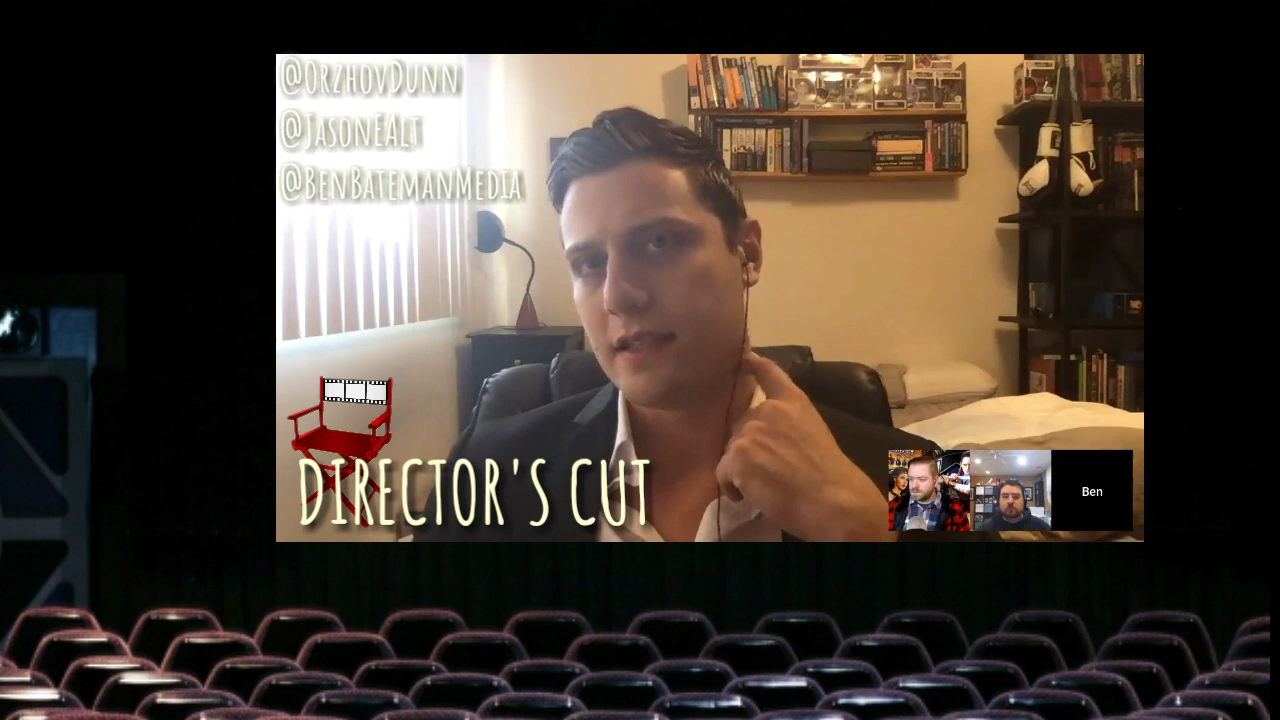 @OrzhovDunn
@JasonEAlt
@BenBatemanMedia
DIRECTOR'S CUT
Ben